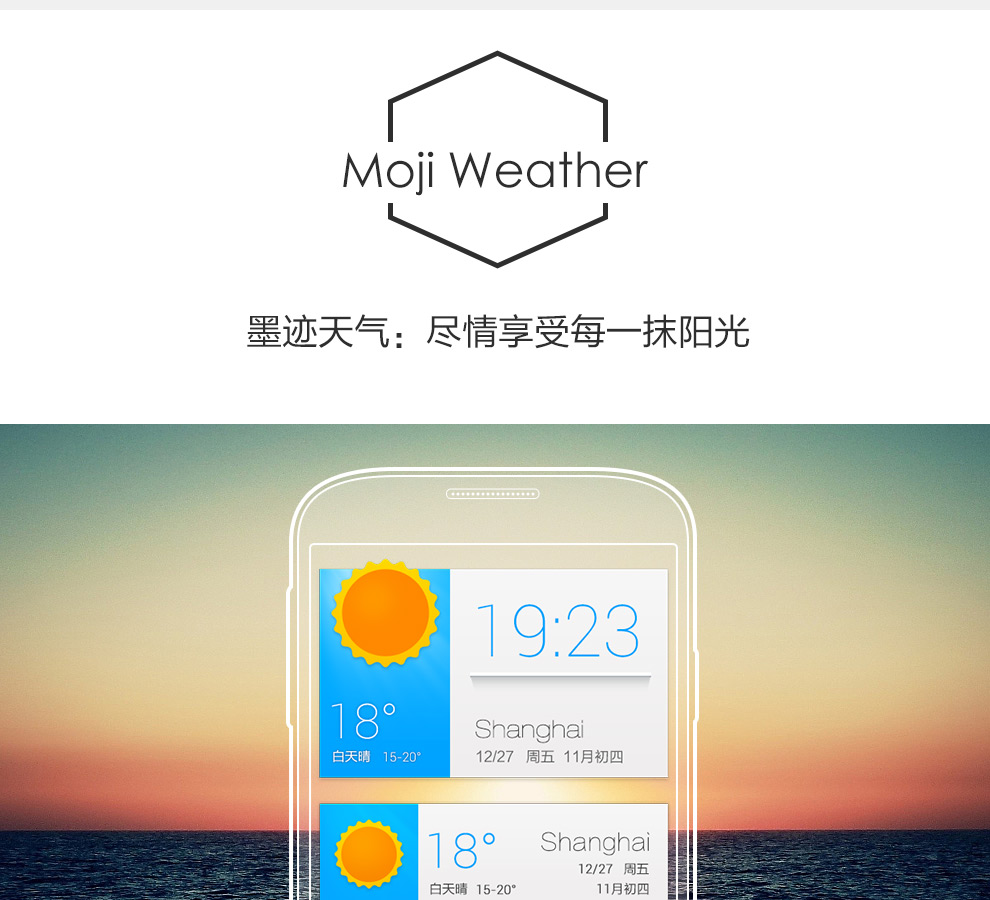 Moji Weather
墨迹天气：尽情享受每一抹阳光
19:23
18°
白天晴 15-20°
Shanghai
12/27 周五 11月初四
18°
白天晴 15-20°
Shanghai
12/27 周五
11月初四